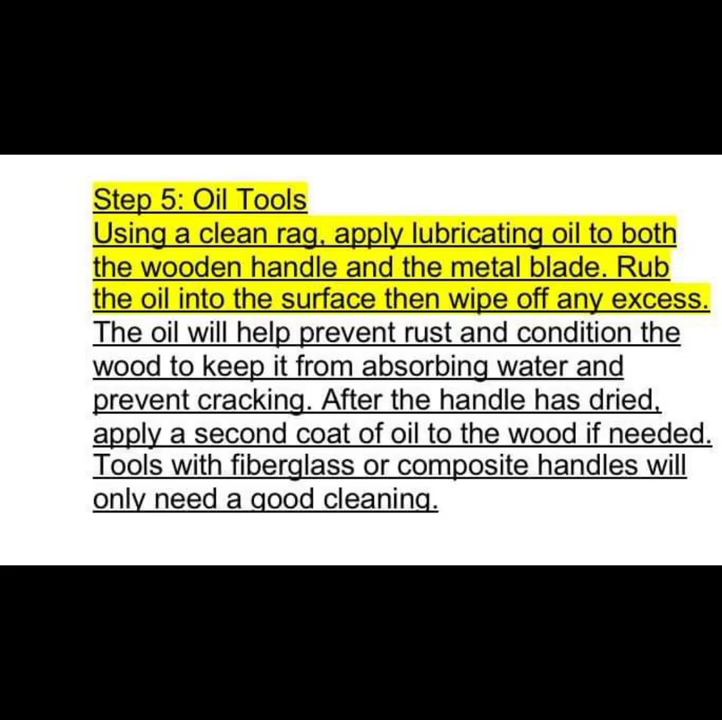 Step 5: Oil Tools
Using a clean rag, apply lubricating oil to both
the wooden handle and the metal blade. Rub
the oil into the surface then wipe off any excess.
The oil will help prevent rust and condition the
wood to keep it from absorbing water and
prevent cracking. After the handle has dried,
apply a second coat of oil to the wood if needed.
Tools with fiberglass or composite handles will
only need a good cleaning.